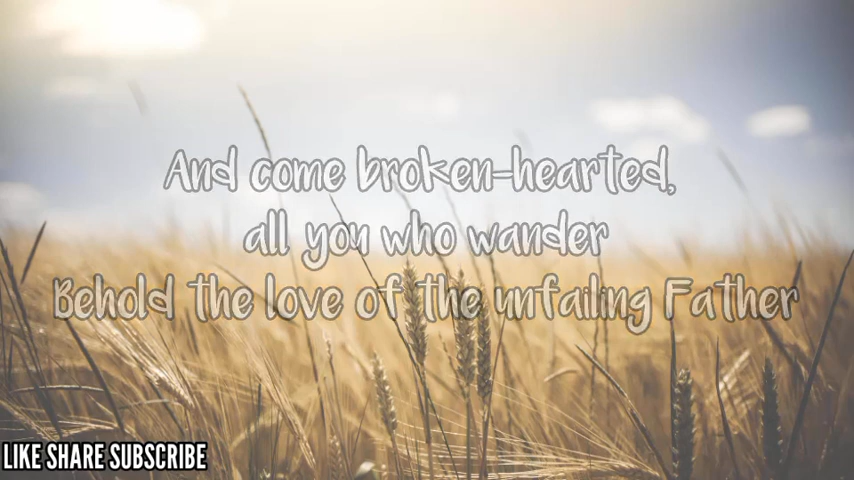 And come broken-hearted,
all you who wander
Behold the love of the unfailing Father
LIKE SHARE SUBSCRIBE